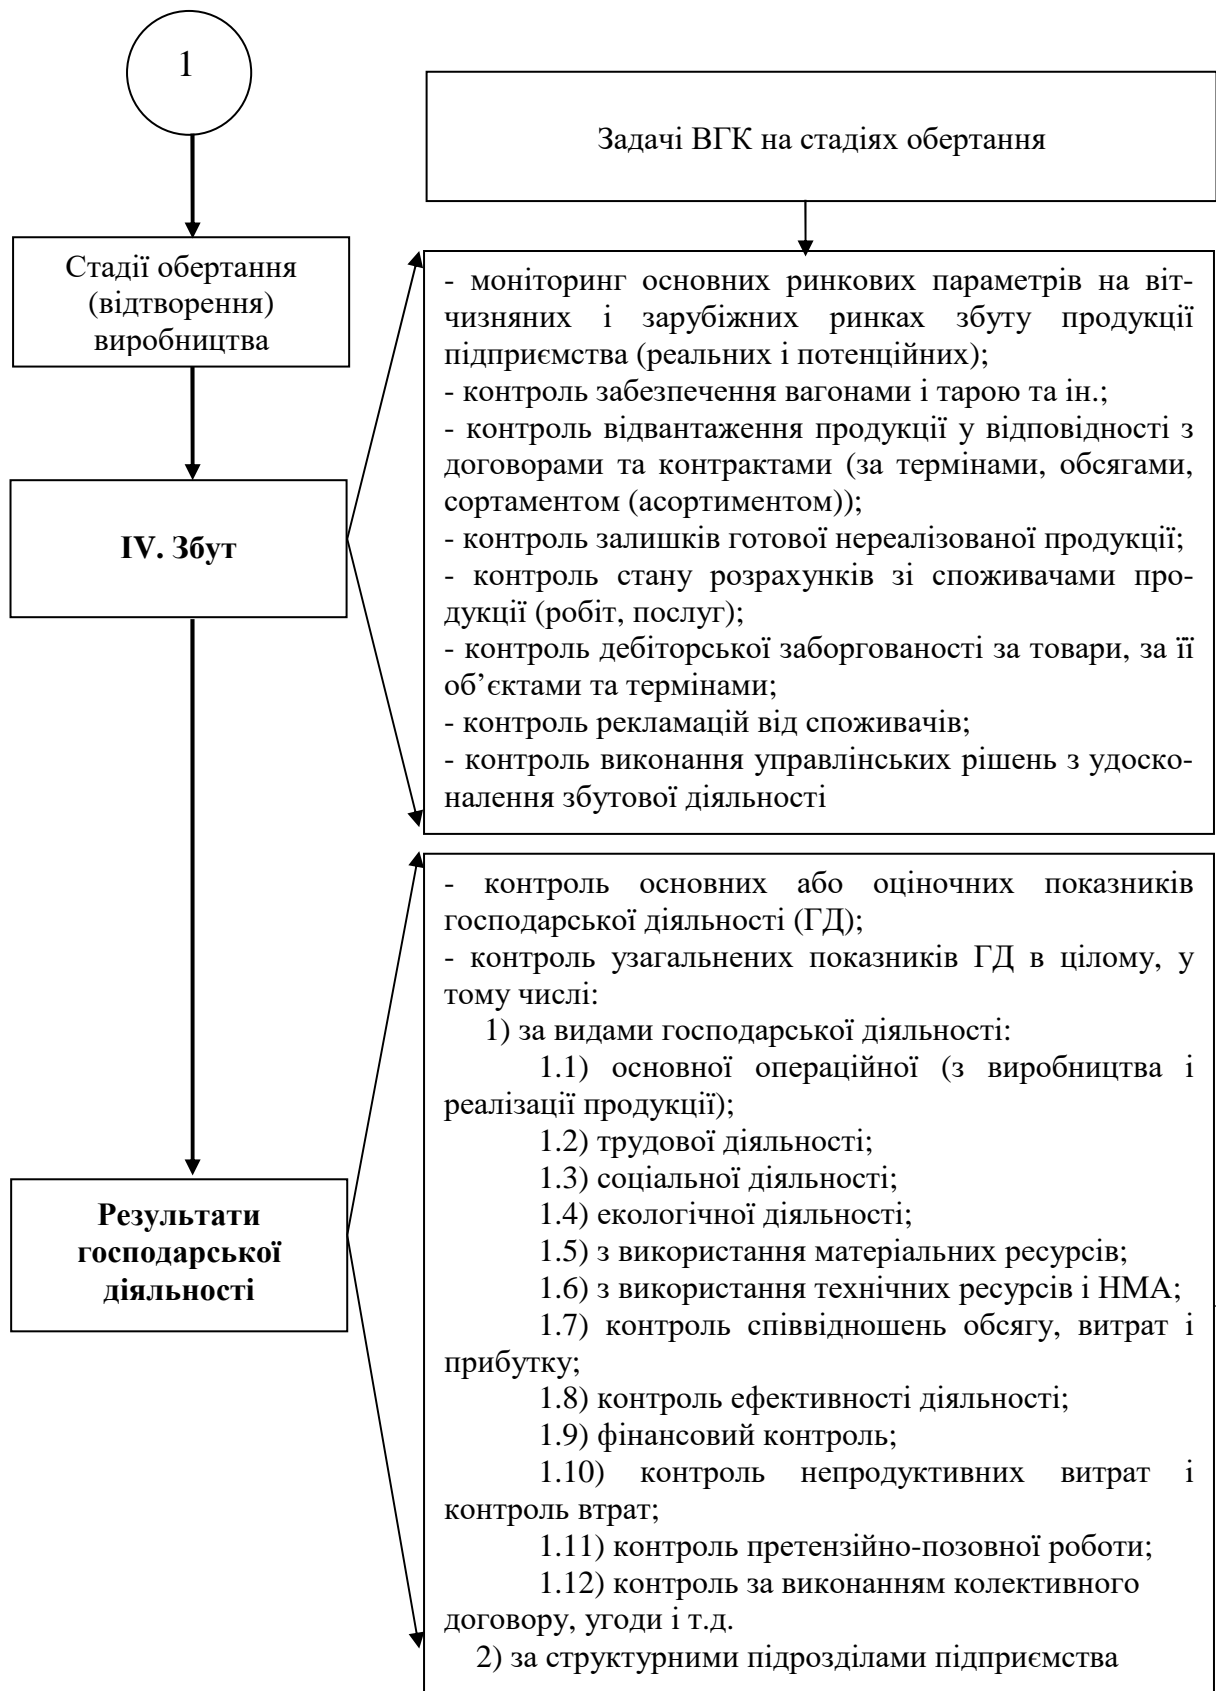 1
Задачі ВГК на стадіях обертання
Стадії обертання
(відтворення)
виробництва
- моніторинг основних ринкових параметрів на віт-
чизняних і зарубіжних ринках збуту продукції
підприємства (реальних і потенційних);
- контроль забезпечення вагонами і тарою та ін.;
- контроль відвантаження продукції у відповідності з
договорами та контрактами (за термінами, обсягами,
сортаментом (асортиментом));
- контроль залишків готової нереалізованої продукції;
- контроль стану розрахунків зі споживачами про-
дукції (робіт, послуг);
- контроль дебіторської заборгованості за товари, за її
об’єктами та термінами;
- контроль рекламацій від споживачів;
- контроль виконання управлінських рішень з удоско-
налення збутової діяльності
IV. Збут
- контроль основних або оціночних показників
господарської діяльності (ГД);
- контроль узагальнених показників ГД в цілому, у
тому числі:
1) за видами господарської діяльності:
1.1) основної операційної (з виробництва і
реалізації продукції);
1.2) трудової діяльності;
1.3) соціальної діяльності;
1.4) екологічної діяльності;
1.5) з використання матеріальних ресурсів;
1.6) з використання технічних ресурсів і НМА;
1.7) контроль співвідношень обсягу, витрат і
прибутку;
1.8) контроль ефективності діяльності;
1.9) фінансовий контроль;
1.10) контроль непродуктивних витрат і
контроль втрат;
1.11) контроль претензійно-позовної роботи;
1.12) контроль за виконанням колективного
договору, угоди і т.д.
2) за структурними підрозділами підприємства
Результати
господарської
діяльності